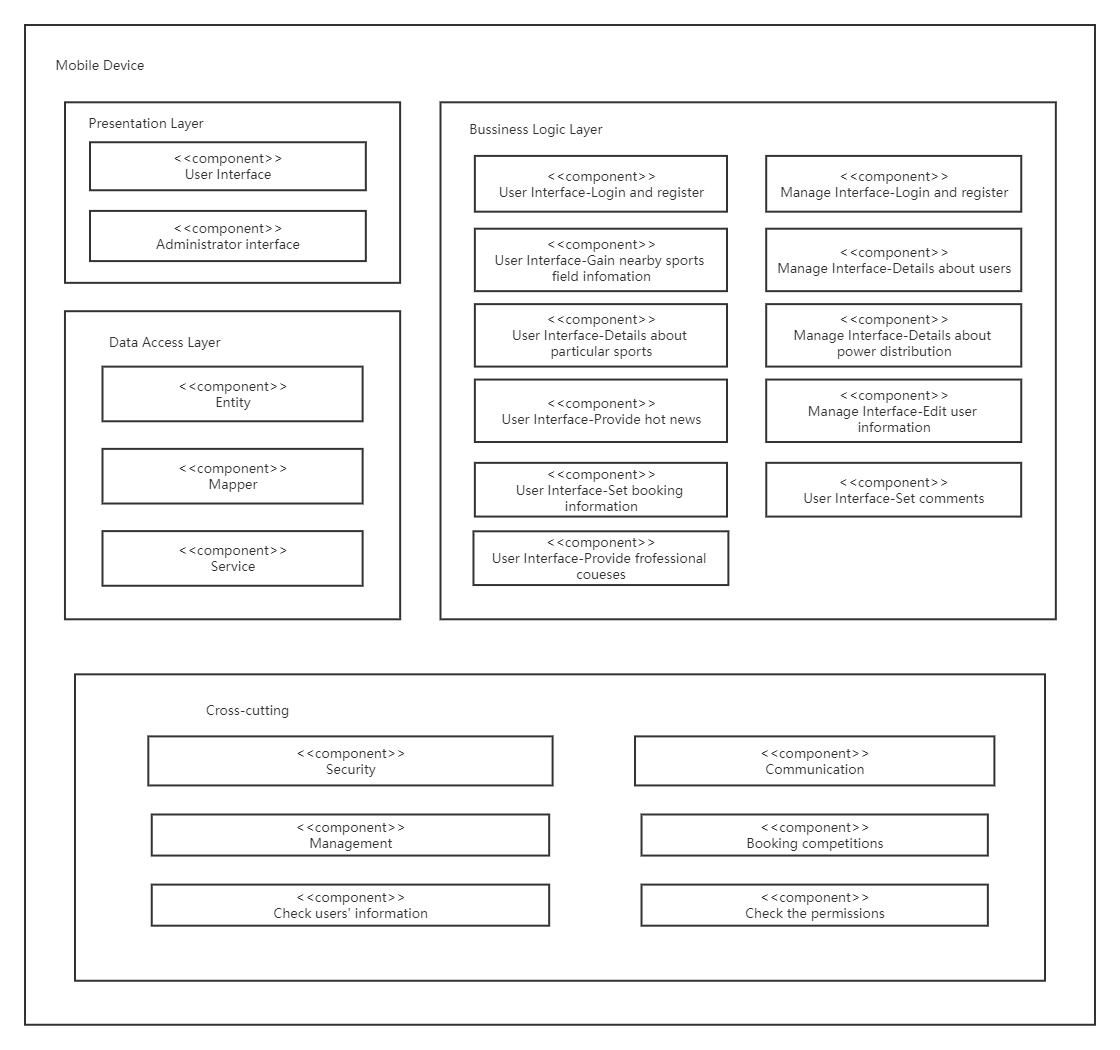 Mobile Device
Presentation Layer
<<component>>
User Interface
<<component>>
Administrator interface
Data Access Layer
<<component>>
Entity
<<component>>
Mapper
<<component>>
Service
Bussiness Logic Layer
<<component>>
User Interface-Login and register
<<component>>
Manage Interface-Login and register
<<component>>
User Interface-Gain nearby sports
field infomation
<<component>>
Manage Interface-Details about users
<<component>>
User Interface-Details about
particular sports
<<component>>
Manage Interface-Details about
power distribution
<<component>>
User Interface-Provide hot news
<<component>>
Manage Interface-Edit user
information
<<component>>
User Interface-Set booking
information
<<component>>
User Interface-Set comments
<<component>>
User Interface-Provide frofessional
coueses
Cross-cutting
<<component>>
Security
<<component>>
Communication
<<component>>
Management
<<component>>
Booking competitions
<<component>>
Check users' information
<<component>>
Check the permissions